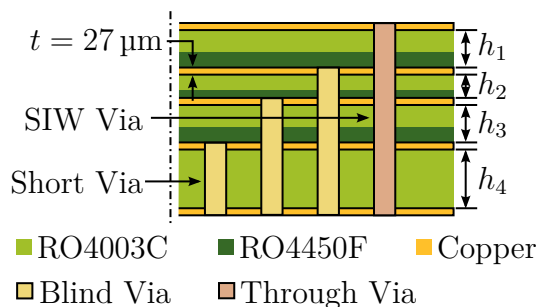 t = 27 μm
h₁
h₂
SIW Via
h₃
Short Via
h₄
RO4003C RO4450F Copper
Blind Via Through Via